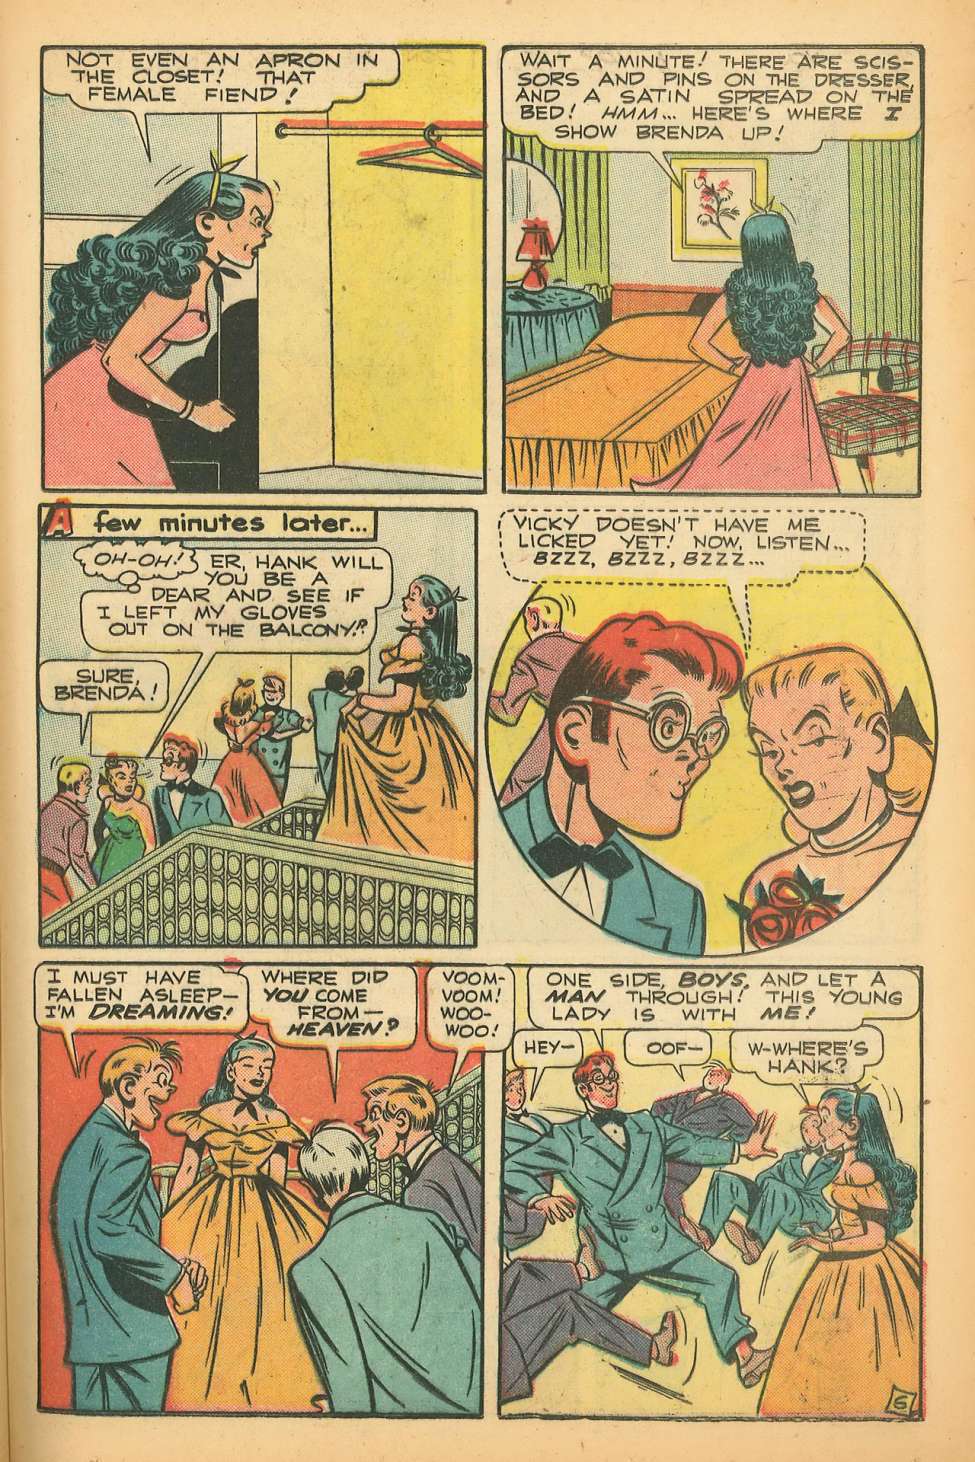 NOT EVEN AN APRON IN
THE CLOSET! THAT
FEMALE FIEND!
WAIT A MINUTE! THERE ARE SCIS-
SORS AND PINS ON THE DRESSER,
AND A SATIN SPREAD ON THE
BED! HMM... HERE'S WHERE I
SHOW BRENDA UP!
A few minutes later...
OH-OH!
ER, HANK WILL
YOU BE A
DEAR AND SEE IF
I LEFT MY GLOVES
OUT ON THE BALCONY!?
SURE,
BRENDA!
VICKY DOESN'T HAVE ME
LICKED YET! NOW, LISTEN...
BZZZ, BZZZ, BZZZ...
I MUST HAVE
FALLEN ASLEEP-
I'M DREAMING!
WHERE DID
YOU COME
FROM-
HEAVEN?
VOOM-
VOOM!
WOO-
WOO!
ONE SIDE, BOYS, AND LET A
MAN THROUGH! THIS YOUNG
LADY IS WITH ME!
HEY-
OOF-
W-WHERE'S
HANK?
6